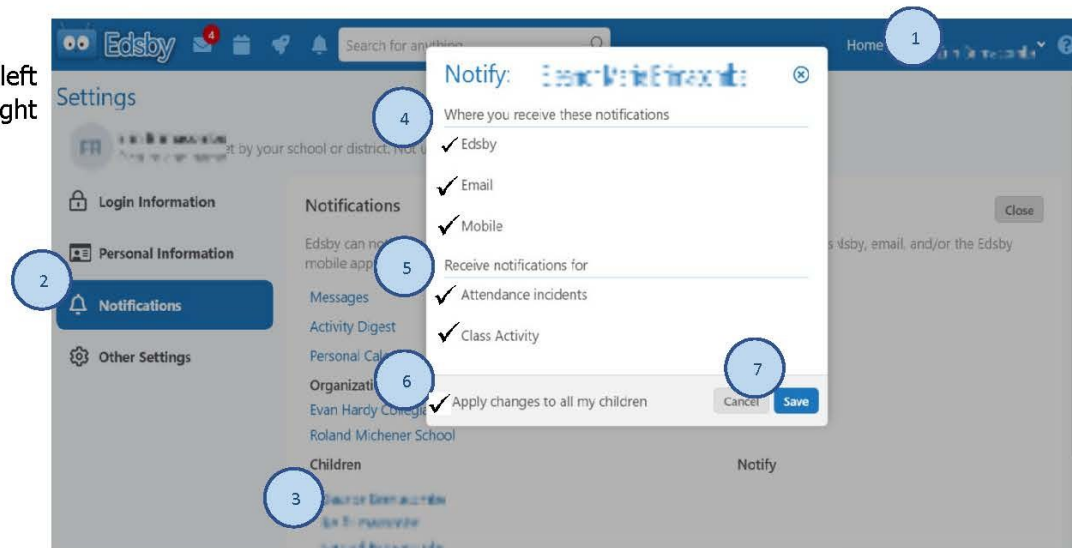 left
ght
Edsby 4 Search for anything Home 1
Settings
et by your school or district. Not u
Login Information
Personal Information
2
Notifications
Other Settings
Notifications Close
Edsby can no sby, email, and/or the Edsby
mobile app
Messages
Activity Digest
Personal Cal
Organizati
Evan Hardy Collegia
Roland Michener School
Children Notify
3
Notify:
4
Where you receive these notifications
Edsby
Email
Mobile
5
Receive notifications for
Attendance incidents
Class Activity
6
7
Apply changes to all my children Cancel Save